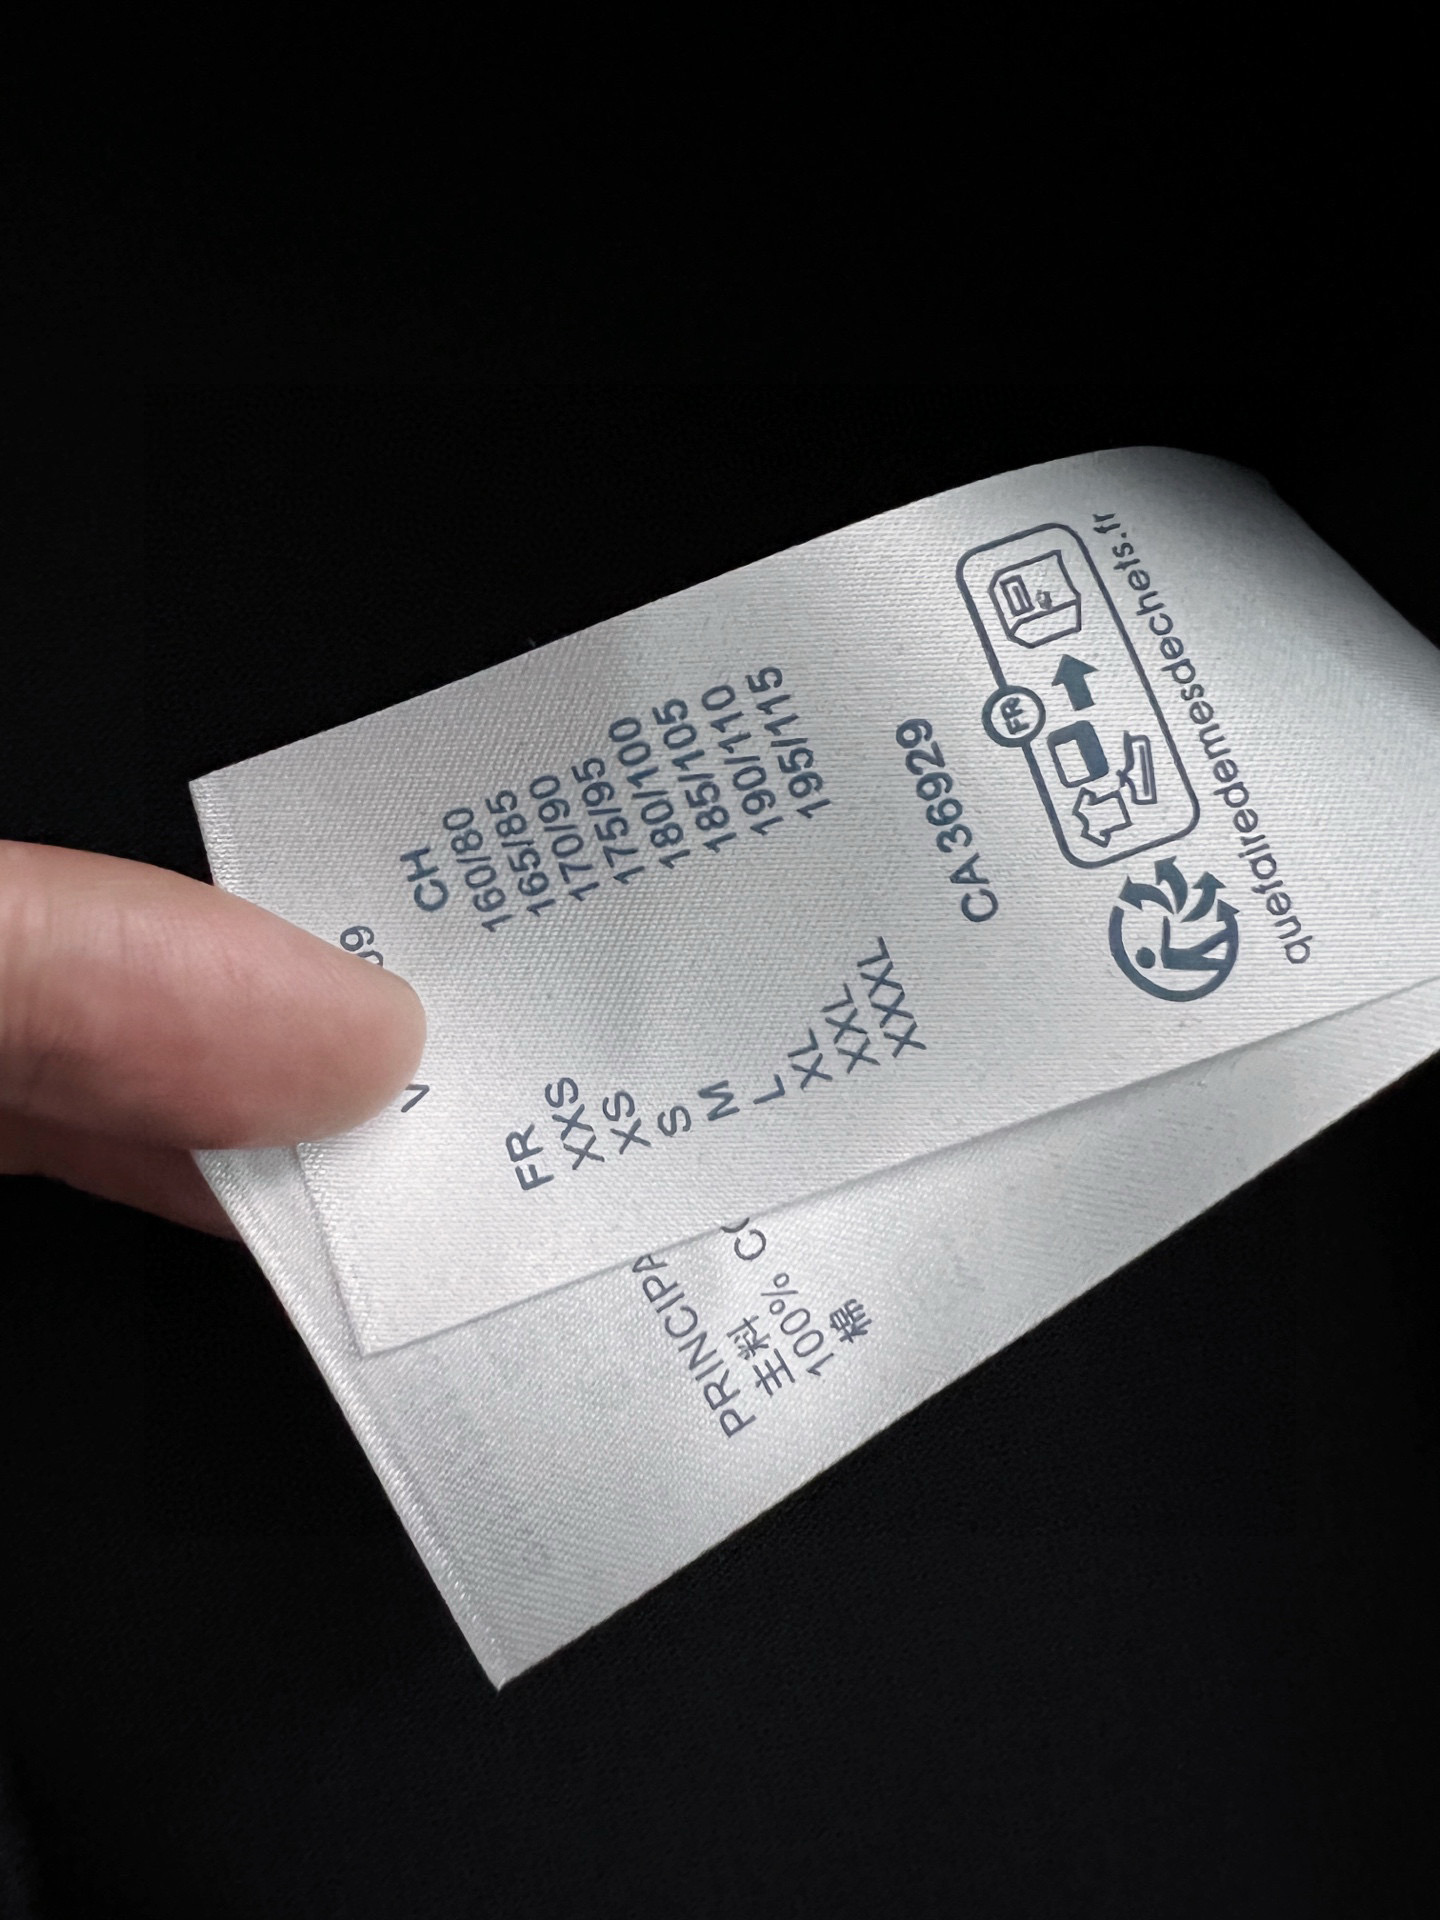 FR CH
XXS 160/80
XS 165/85
S 170/90
M 175/95
L 180/100
XL 185/105
XXL 190/110
XXXL 195/115
CA 36929
FR
quefairedemesdechets.fr
主料
100%
棉